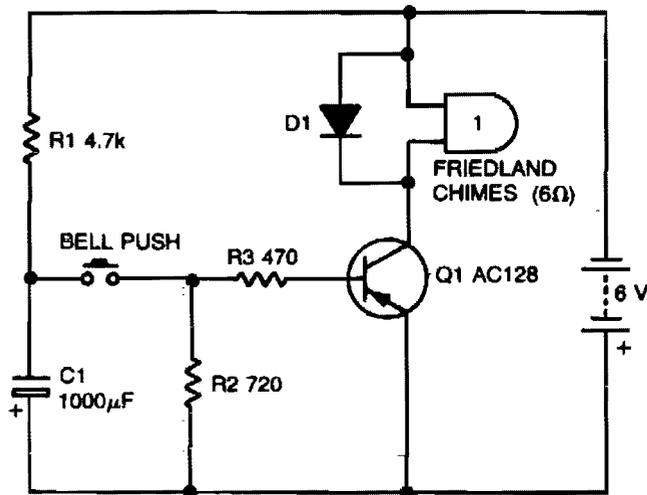 D1
1
R1 4.7k
FRIEDLAND
CHIMES (6Ω)
BELL PUSH
R3 470
Q1 AC128
6 V
+
C1
1000µF
+
R2 720